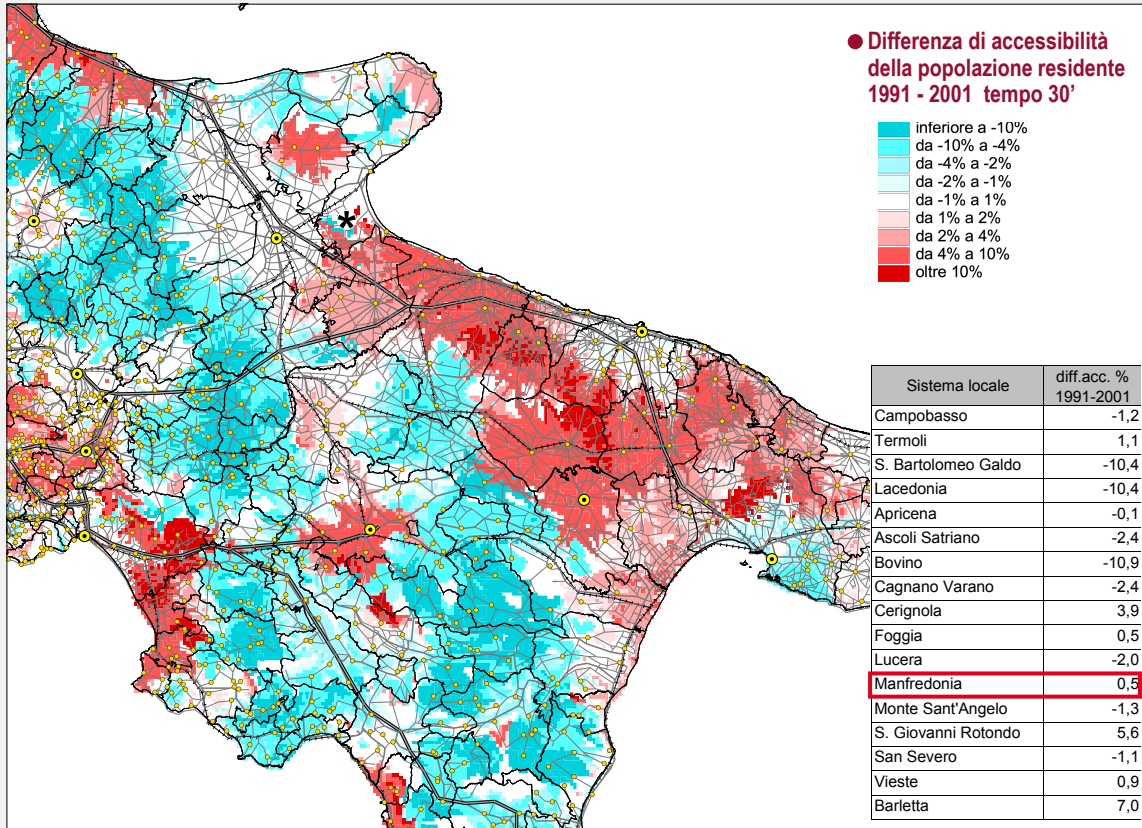 ● Differenza di accessibilità
della popolazione residente
1991 - 2001 tempo 30'
inferiore a -10%
da -10% a -4%
da -4% a -2%
da -2% a -1%
da -1% a 1%
da 1% a 2%
da 2% a 4%
da 4% a 10%
oltre 10%
*
Sistema locale diff.acc. %
1991-2001
Campobasso -1,2
Termoli 1,1
S. Bartolomeo Galdo -10,4
Lacedonia -10,4
Apricena -0,1
Ascoli Satriano -2,4
Bovino -10,9
Cagnano Varano -2,4
Cerignola 3,9
Foggia 0,5
Lucera -2,0
Manfredonia 0,5
Monte Sant'Angelo -1,3
S. Giovanni Rotondo 5,6
San Severo -1,1
Vieste 0,9
Barletta 7,0